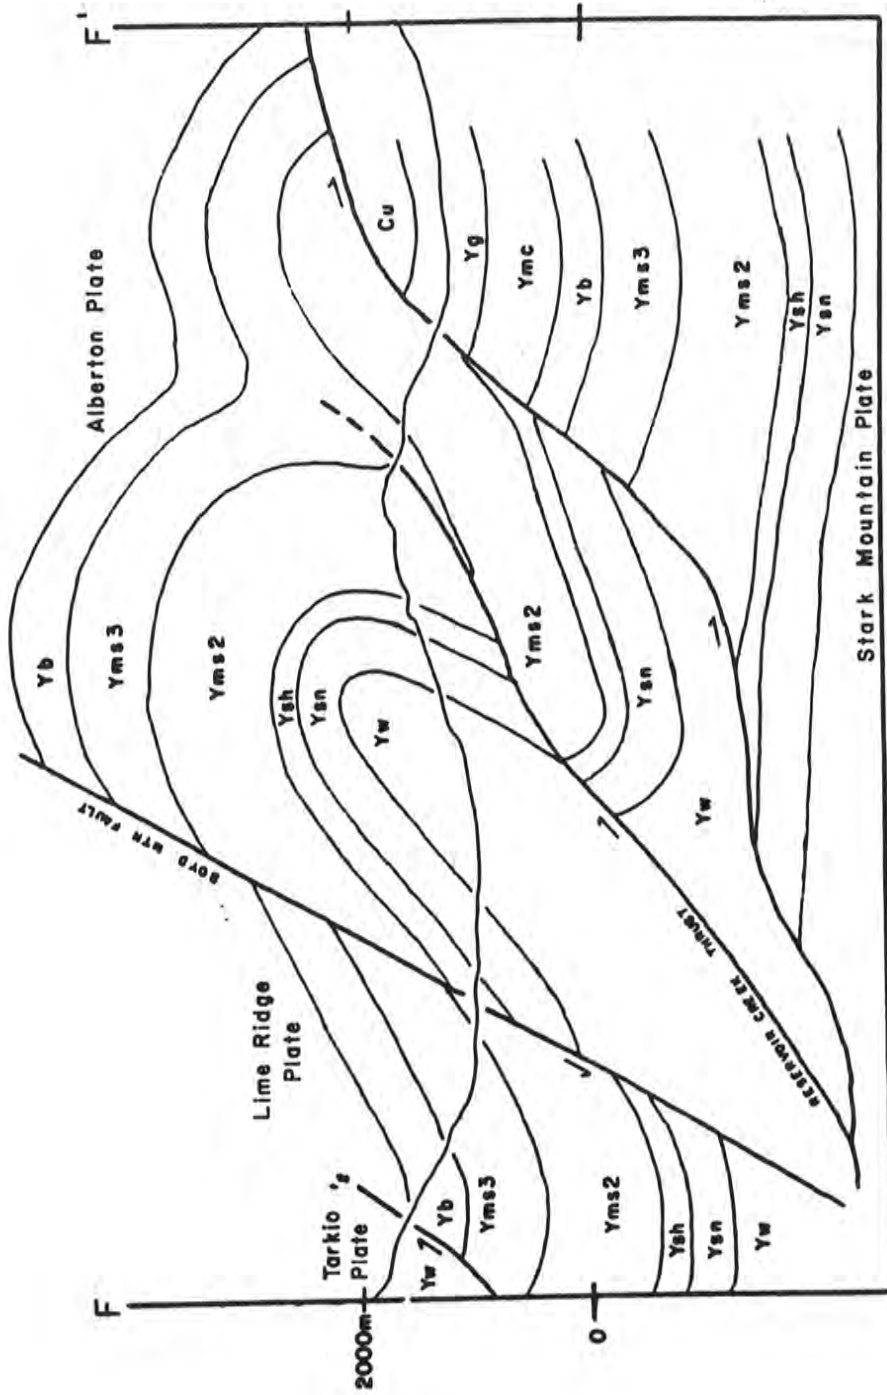 F
F'
Alberton Plate
Lime Ridge
Plate
Tarkio
Plate
BOYD MTN FAULT
Yb
Yms3
Yms2
Ysh
Ysn
Yw
Cu
Yg
Ymc
Yb
Yms3
Yms2
Ysh
Ysn
Yms2
Ysn
Yw
Yw
Yb
Yms3
Yms2
Ysh
Ysn
Yw
RESERVOIR CREEK THRUST
Stark Mountain Plate
2000m
0